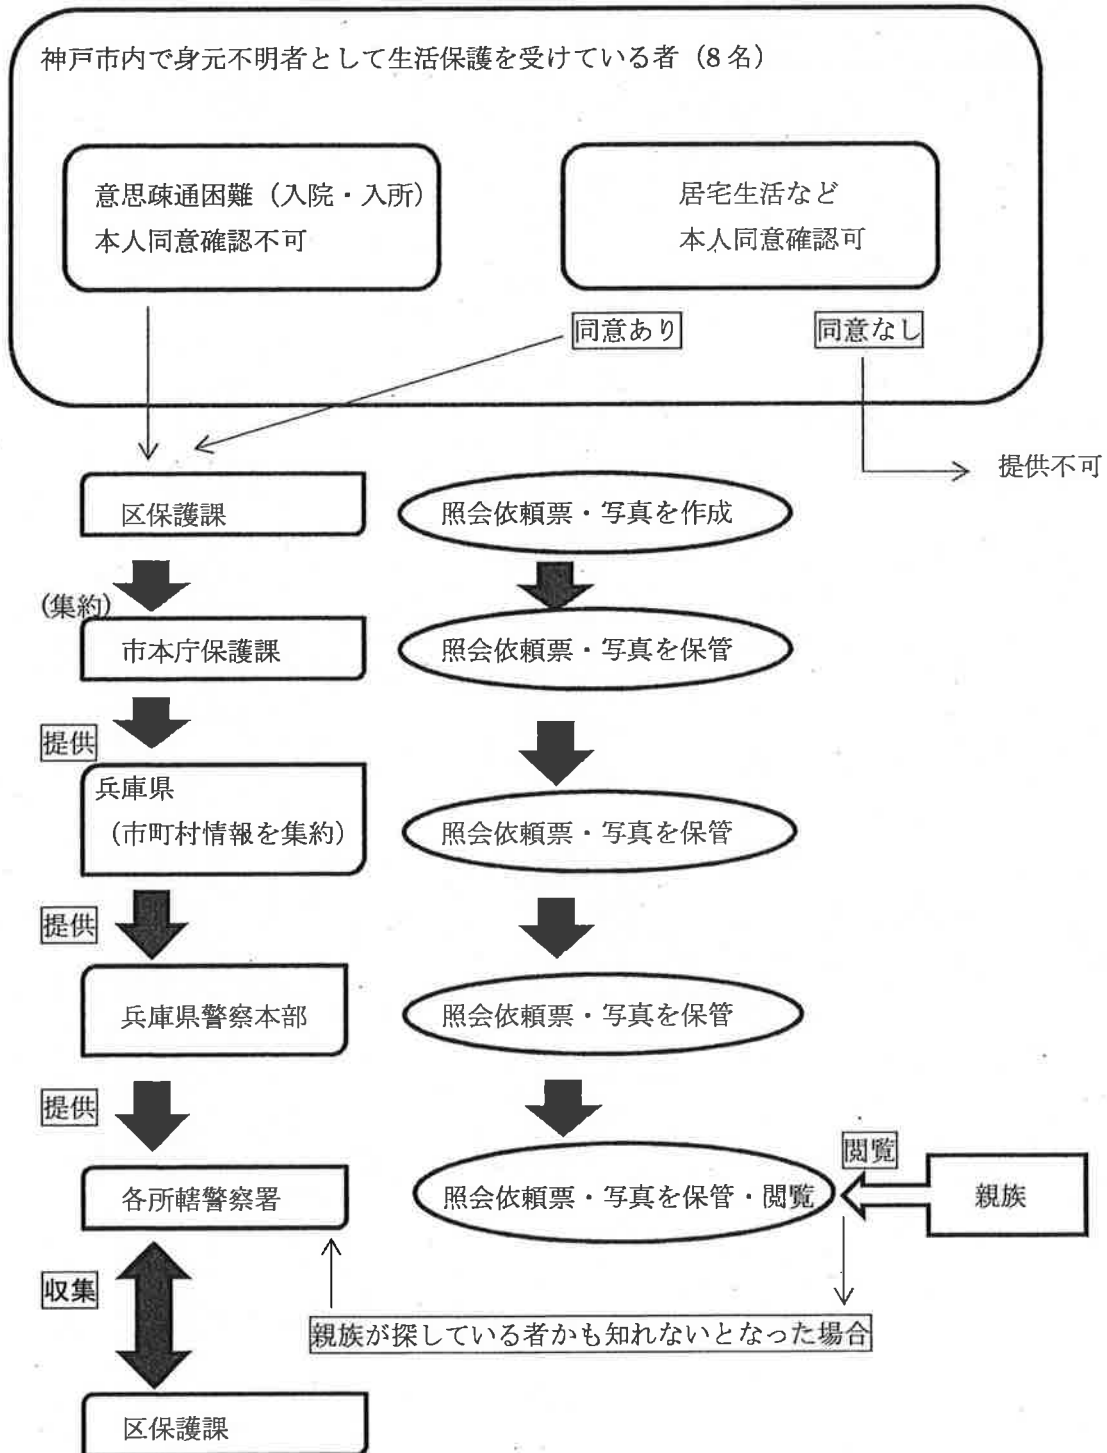 神戸市内で身元不明者として生活保護を受けている者（8名）
意思疎通困難（入院・入所）
本人同意確認不可
居宅生活など
本人同意確認可
同意あり
同意なし
提供不可
区保護課
照会依頼票・写真を作成
(集約)
市本庁保護課
照会依頼票・写真を保管
提供
兵庫県
（市町村情報を集約）
照会依頼票・写真を保管
提供
兵庫県警察本部
照会依頼票・写真を保管
提供
各所轄警察署
照会依頼票・写真を保管・閲覧
閲覧
親族
収集
親族が探している者かも知れないとなった場合
区保護課